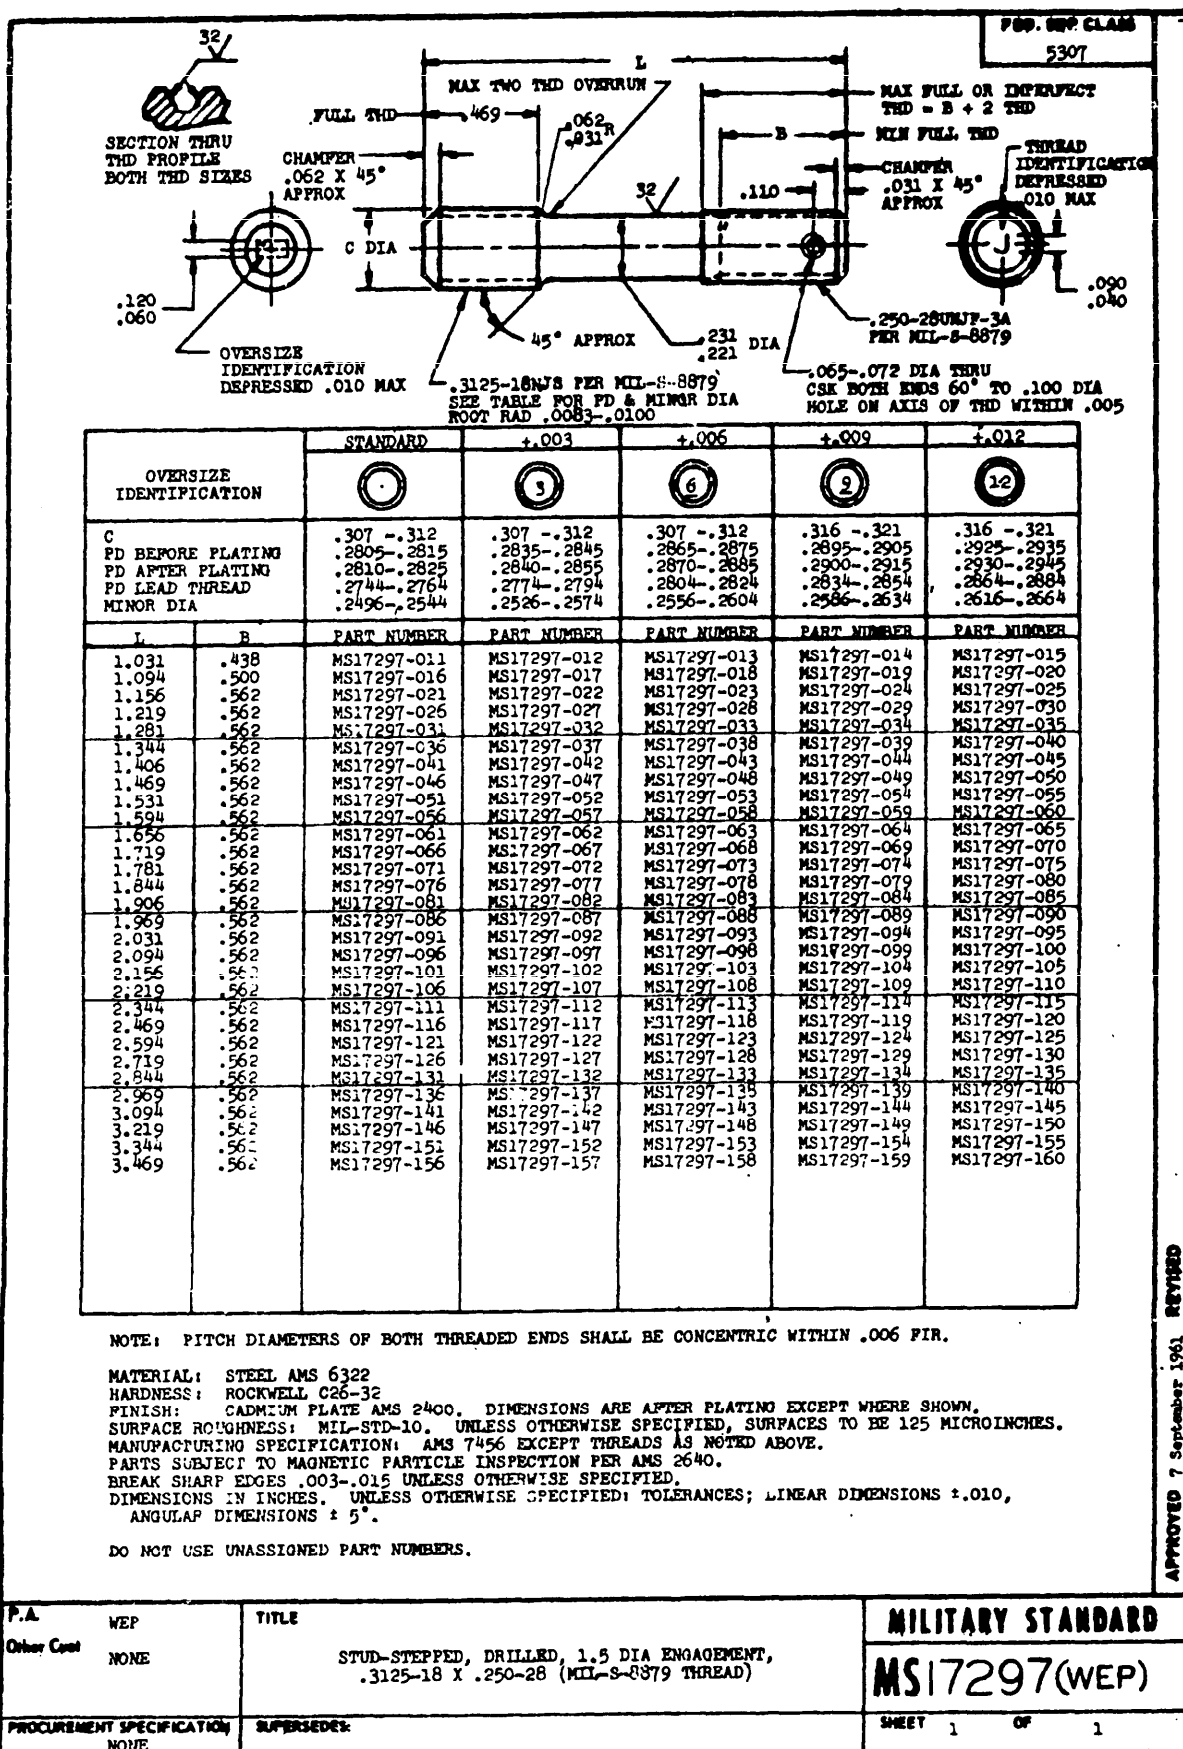 FED. SUP CLASS
5307
32
L
MAX TWO THD OVERRUN
MAX FULL OR IMPERFECT
THD = B + 2 THD
FULL THD
.469
.062
.031 R
B
MIN FULL THD
SECTION THRU
THD PROFILE
BOTH THD SIZES
CHAMFER
.062 X 45°
APPROX
32
.110
CHAMFER
.031 X 45°
APPROX
THREAD
IDENTIFICATION
DEPRESSED
.010 MAX
C DIA
J
.120
.060
.090
.040
OVERSIZE
IDENTIFICATION
DEPRESSED .010 MAX
45° APPROX
.231
.221 DIA
.250-28UNJF-3A
PER MIL-S-8879
.3125-18NJS PER MIL-S-8879
SEE TABLE FOR PD & MINOR DIA
ROOT RAD .0083-.0100
.065-.072 DIA THRU
CSK BOTH ENDS 60° TO .100 DIA
HOLE ON AXIS OF THD WITHIN .005
STANDARD +.003 +.006 +.009 +.012
OVERSIZE
IDENTIFICATION
3 6 9 12
C .307 -.312 .307 -.312 .307 -.312 .316 -.321 .316 -.321
PD BEFORE PLATING .2805-.2815 .2835-.2845 .2865-.2875 .2895-.2905 .2925-.2935
PD AFTER PLATING .2810-.2825 .2840-.2855 .2870-.2885 .2900-.2915 .2930-.2945
PD LEAD THREAD .2744-.2764 .2774-.2794 .2804-.2824 .2834-.2854 .2864-.2884
MINOR DIA .2496-.2544 .2526-.2574 .2556-.2604 .2586-.2634 .2616-.2664
L B PART NUMBER PART NUMBER PART NUMBER PART NUMBER PART NUMBER
1.031 .438 MS17297-011 MS17297-012 MS17297-013 MS17297-014 MS17297-015
1.094 .500 MS17297-016 MS17297-017 MS17297-018 MS17297-019 MS17297-020
1.156 .562 MS17297-021 MS17297-022 MS17297-023 MS17297-024 MS17297-025
1.219 .562 MS17297-026 MS17297-027 MS17297-028 MS17297-029 MS17297-030
1.281 .562 MS17297-031 MS17297-032 MS17297-033 MS17297-034 MS17297-035
1.344 .562 MS17297-036 MS17297-037 MS17297-038 MS17297-039 MS17297-040
1.406 .562 MS17297-041 MS17297-042 MS17297-043 MS17297-044 MS17297-045
1.469 .562 MS17297-046 MS17297-047 MS17297-048 MS17297-049 MS17297-050
1.531 .562 MS17297-051 MS17297-052 MS17297-053 MS17297-054 MS17297-055
1.594 .562 MS17297-056 MS17297-057 MS17297-058 MS17297-059 MS17297-060
1.656 .562 MS17297-061 MS17297-062 MS17297-063 MS17297-064 MS17297-065
1.719 .562 MS17297-066 MS17297-067 MS17297-068 MS17297-069 MS17297-070
1.781 .562 MS17297-071 MS17297-072 MS17297-073 MS17297-074 MS17297-075
1.844 .562 MS17297-076 MS17297-077 MS17297-078 MS17297-079 MS17297-080
1.906 .562 MS17297-081 MS17297-082 MS17297-083 MS17297-084 MS17297-085
1.969 .562 MS17297-086 MS17297-087 MS17297-088 MS17297-089 MS17297-090
2.031 .562 MS17297-091 MS17297-092 MS17297-093 MS17297-094 MS17297-095
2.094 .562 MS17297-096 MS17297-097 MS17297-098 MS17297-099 MS17297-100
2.156 .562 MS17297-101 MS17297-102 MS17297-103 MS17297-104 MS17297-105
2.219 .562 MS17297-106 MS17297-107 MS17297-108 MS17297-109 MS17297-110
2.344 .562 MS17297-111 MS17297-112 MS17297-113 MS17297-114 MS17297-115
2.469 .562 MS17297-116 MS17297-117 MS17297-118 MS17297-119 MS17297-120
2.594 .562 MS17297-121 MS17297-122 MS17297-123 MS17297-124 MS17297-125
2.719 .562 MS17297-126 MS17297-127 MS17297-128 MS17297-129 MS17297-130
2.844 .562 MS17297-131 MS17297-132 MS17297-133 MS17297-134 MS17297-135
2.969 .562 MS17297-136 MS17297-137 MS17297-138 MS17297-139 MS17297-140
3.094 .562 MS17297-141 MS17297-142 MS17297-143 MS17297-144 MS17297-145
3.219 .562 MS17297-146 MS17297-147 MS17297-148 MS17297-149 MS17297-150
3.344 .562 MS17297-151 MS17297-152 MS17297-153 MS17297-154 MS17297-155
3.469 .562 MS17297-156 MS17297-157 MS17297-158 MS17297-159 MS17297-160
NOTE: PITCH DIAMETERS OF BOTH THREADED ENDS SHALL BE CONCENTRIC WITHIN .006 FIR.
MATERIAL: STEEL AMS 6322
HARDNESS: ROCKWELL C26-32
FINISH: CADMIUM PLATE AMS 2400. DIMENSIONS ARE AFTER PLATING EXCEPT WHERE SHOWN.
SURFACE ROUGHNESS: MIL-STD-10. UNLESS OTHERWISE SPECIFIED, SURFACES TO BE 125 MICROINCHES.
MANUFACTURING SPECIFICATION: AMS 7456 EXCEPT THREADS AS NOTED ABOVE.
PARTS SUBJECT TO MAGNETIC PARTICLE INSPECTION PER AMS 2640.
BREAK SHARP EDGES .003-.015 UNLESS OTHERWISE SPECIFIED.
DIMENSIONS IN INCHES. UNLESS OTHERWISE SPECIFIED: TOLERANCES; LINEAR DIMENSIONS ±.010,
ANGULAR DIMENSIONS ± 5°.
DO NOT USE UNASSIGNED PART NUMBERS.
APPROVED 7 September 1961 REVISED
P.A. WEP
Other Cust NONE
TITLE
STUD-STEPPED, DRILLED, 1.5 DIA ENGAGEMENT,
.3125-18 X .250-28 (MIL-S-8879 THREAD)
MILITARY STANDARD
MS17297(WEP)
PROCUREMENT SPECIFICATION
NONE
SUPERSEDES:
SHEET 1 OF 1